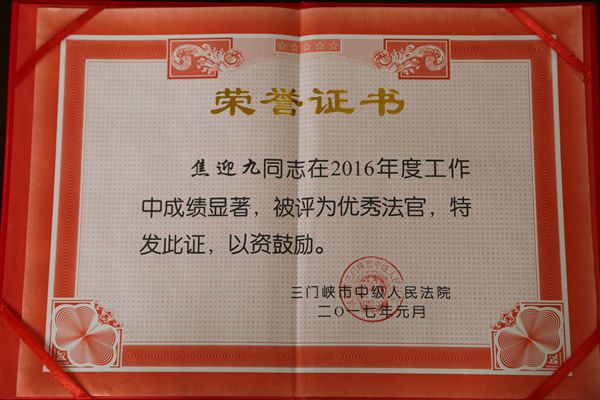 荣誉证书
焦迎九同志在2016年度工作
中成绩显著，被评为优秀法官，特
发此证，以资鼓励。
三门峡市中级人民法院
二〇一七年元月